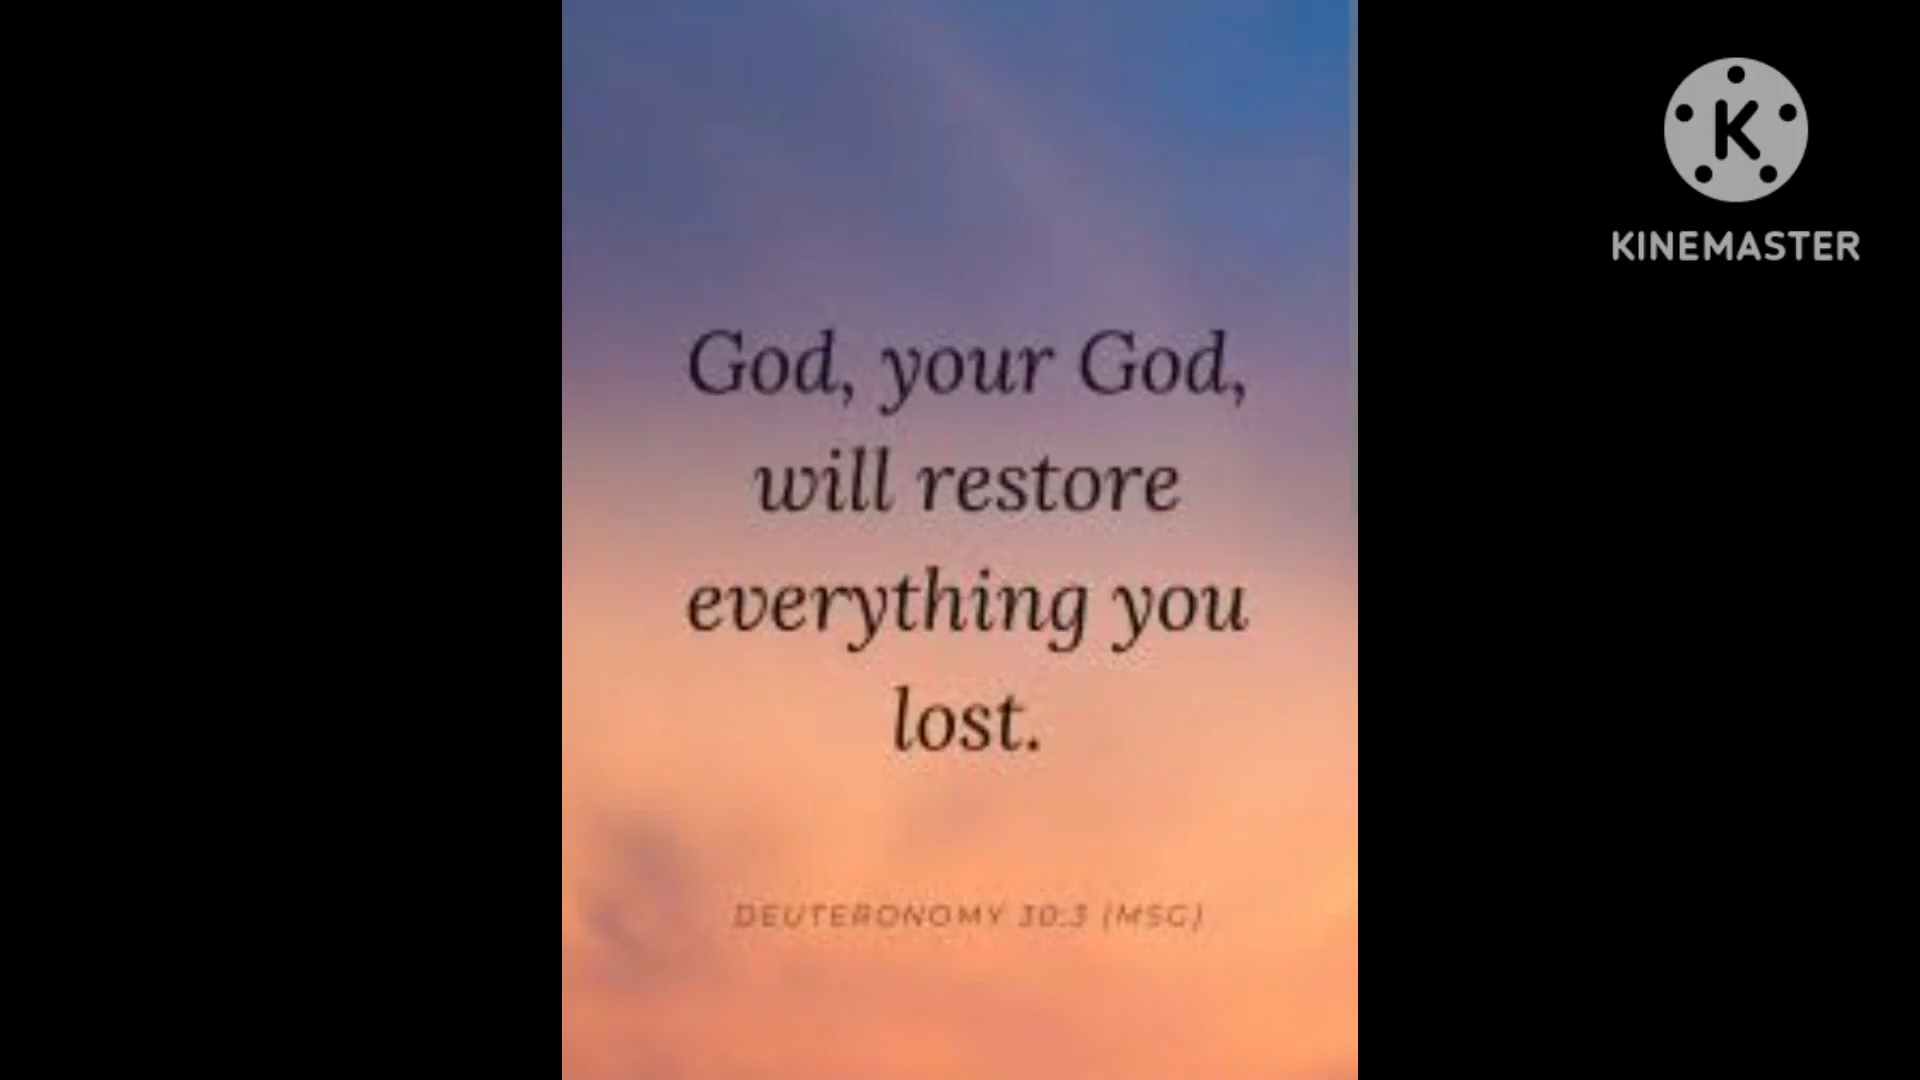 God, your God,
will restore
everything you
lost.
DEUTERONOMY 30:3 (MSG)
K
KINEMASTER